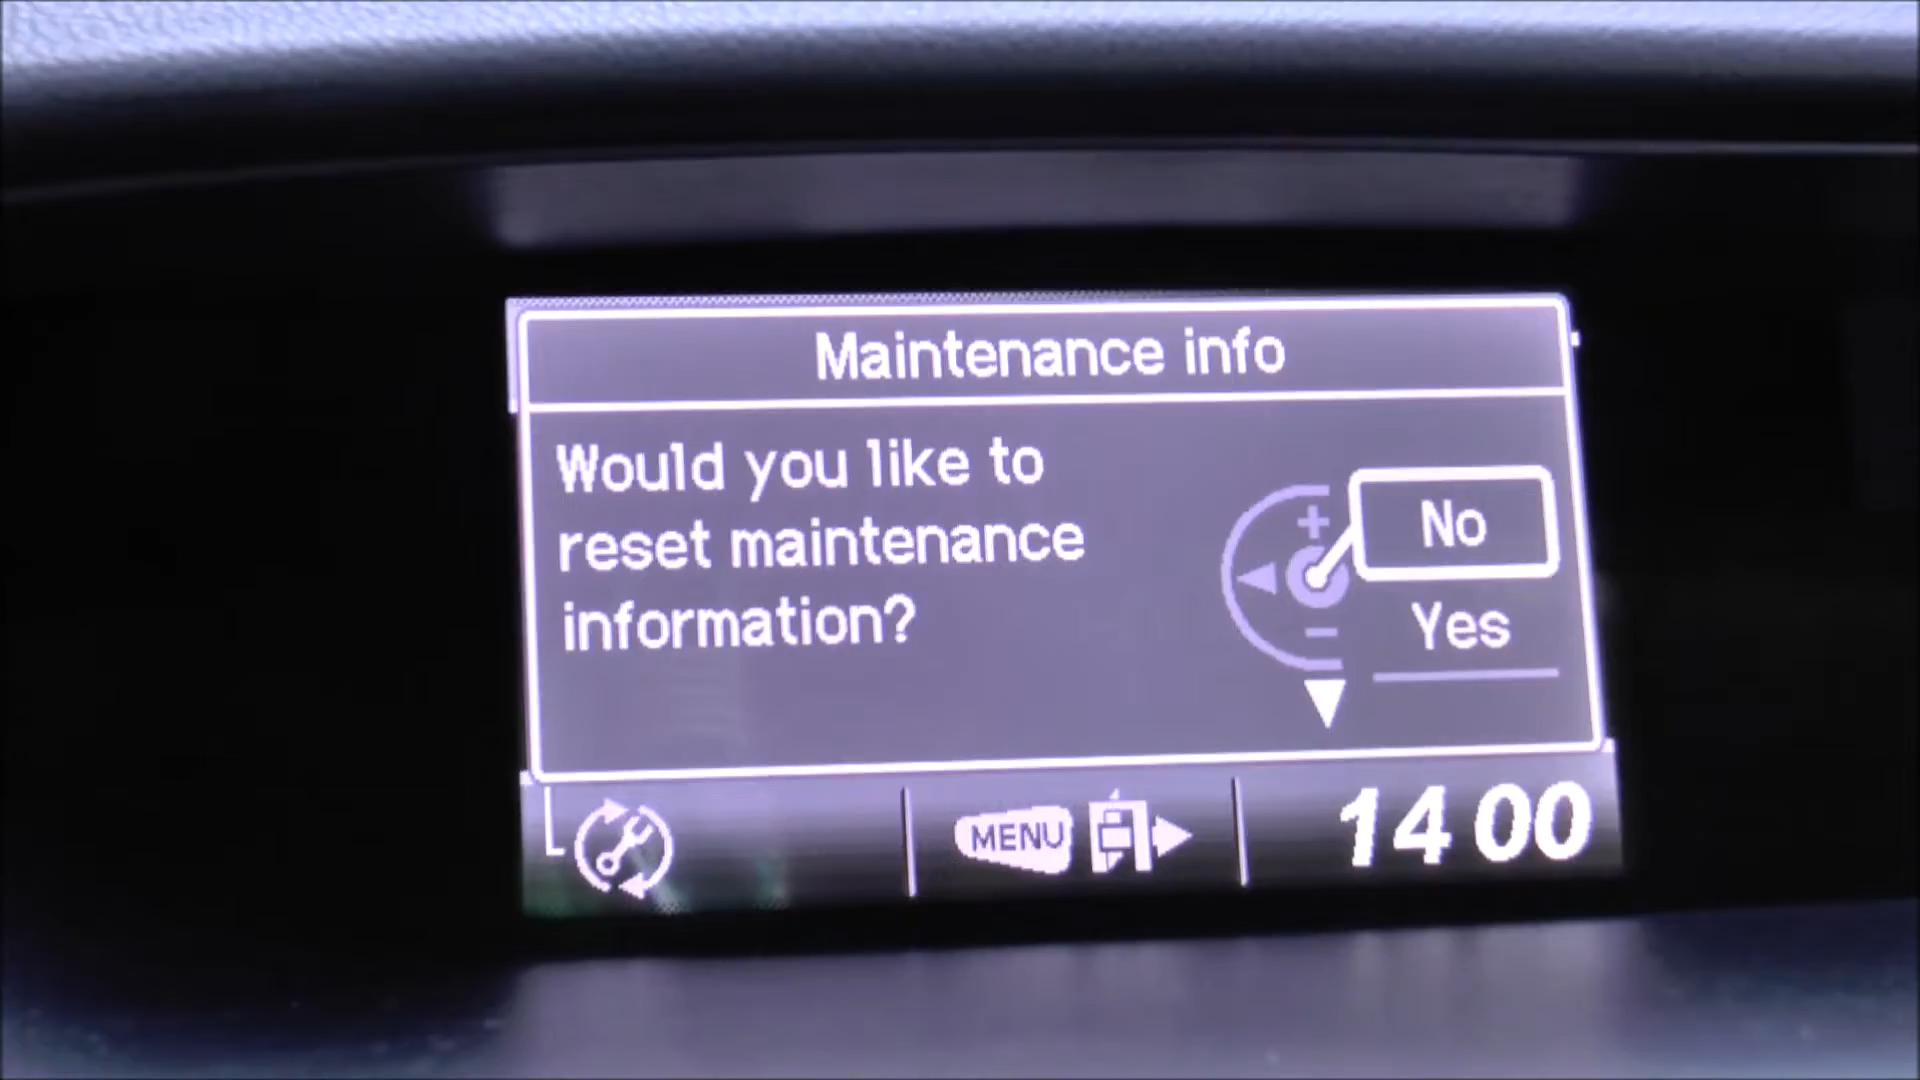 Maintenance info
Would you like to
reset maintenance
information?
+
No
-
Yes
MENU
14 00